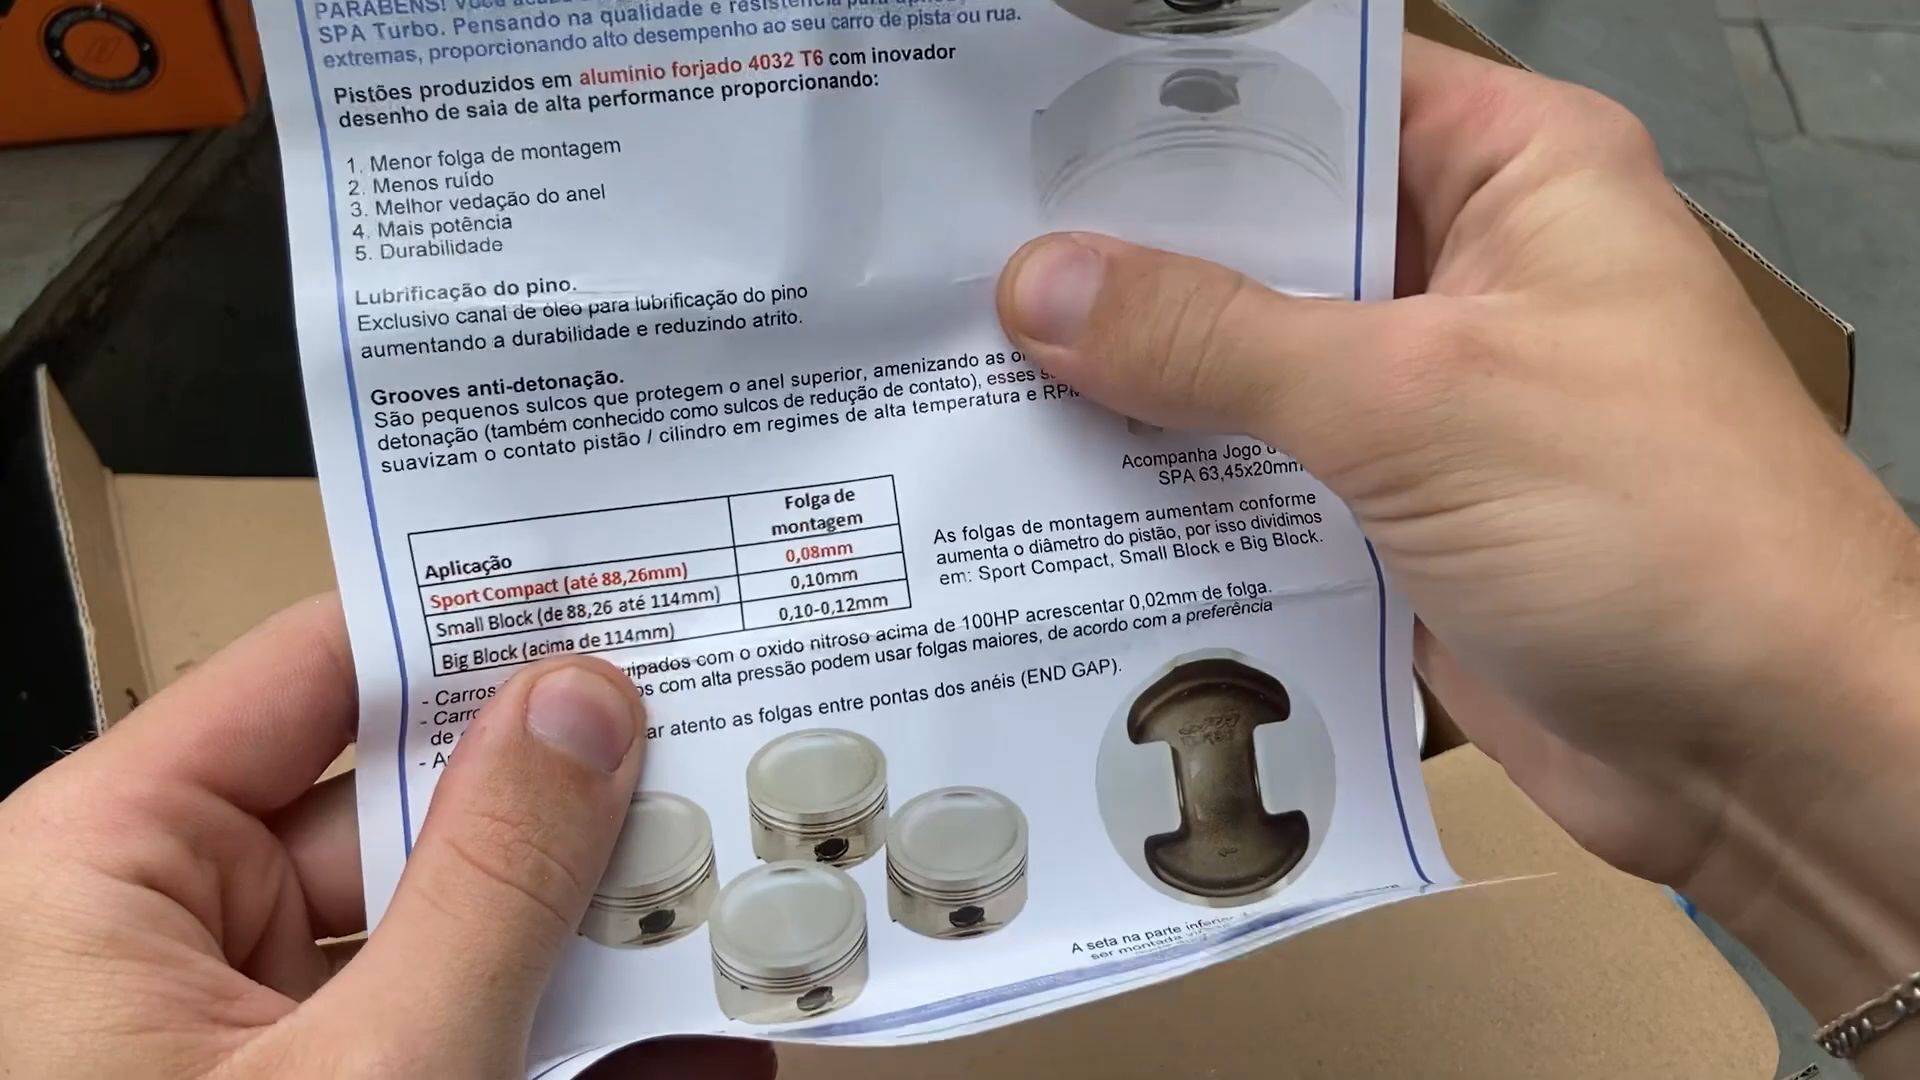 PARABÉNS! Você
SPA Turbo. Pensando na qualidade e resistência para
extremas, proporcionando alto desempenho ao seu carro de pista ou rua.
Pistões produzidos em alumínio forjado 4032 T6 com inovador
desenho de saia de alta performance proporcionando:
1. Menor folga de montagem
2. Menos ruído
3. Melhor vedação do anel
4. Mais potência
5. Durabilidade
Lubrificação do pino.
Exclusivo canal de óleo para lubrificação do pino
aumentando a durabilidade e reduzindo atrito.
Grooves anti-detonação.
São pequenos sulcos que protegem o anel superior, amenizando as
detonação (também conhecido como sulcos de redução de contato), esses
suavizam o contato pistão / cilindro em regimes de alta temperatura e RPM
Acompanha Jogo
SPA 63,45x20mm
Aplicação
Folga de
montagem
Sport Compact (até 88,26mm)
0,08mm
Small Block (de 88,26 até 114mm)
0,10mm
Big Block (acima de 114mm)
0,10-0,12mm
As folgas de montagem aumentam conforme
aumenta o diâmetro do pistão, por isso dividimos
em: Sport Compact, Small Block e Big Block.
- Carros com o oxido nitroso acima de 100HP acrescentar 0,02mm de folga.
- com alta pressão podem usar folgas maiores, de acordo com a preferência
de
- atento as folgas entre pontas dos anéis (END GAP).
A seta na parte inferior
ser montada